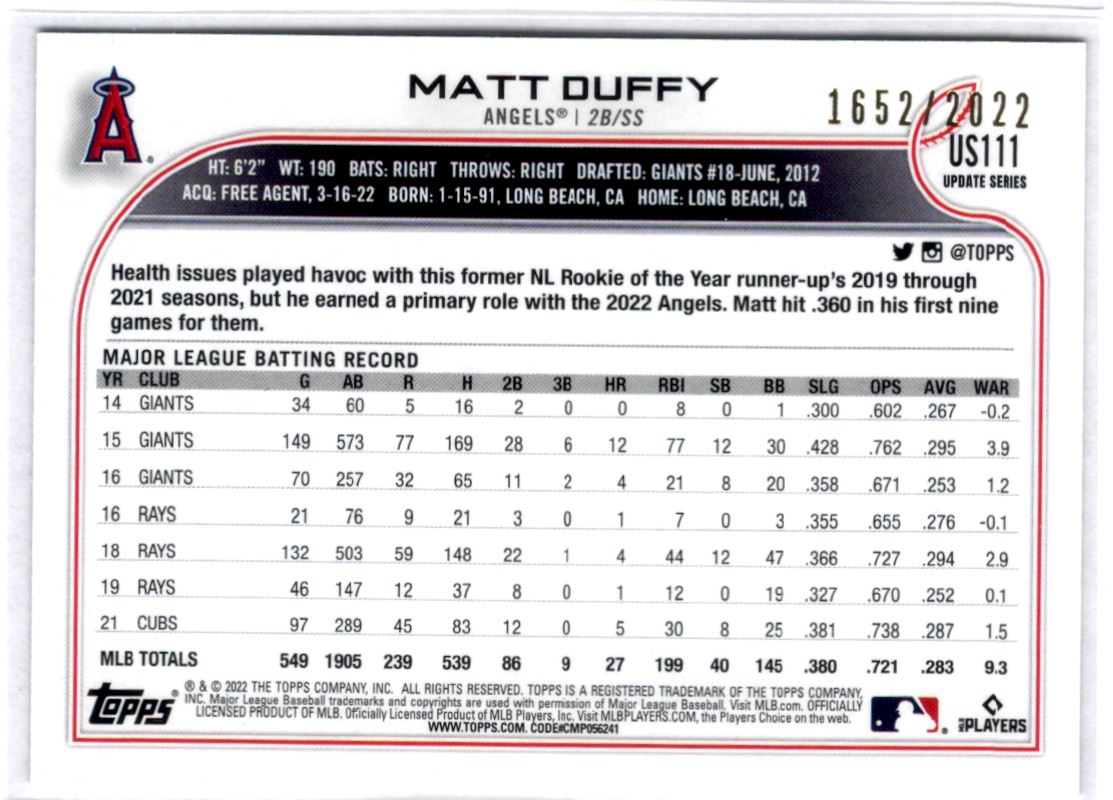 MATT DUFFY
ANGELS® | 2B/SS
1652/2022
US111
UPDATE SERIES
A
HT: 6'2" WT: 190 BATS: RIGHT THROWS: RIGHT DRAFTED: GIANTS #18-JUNE, 2012
ACQ: FREE AGENT, 3-16-22 BORN: 1-15-91, LONG BEACH, CA HOME: LONG BEACH, CA
@TOPPS
Health issues played havoc with this former NL Rookie of the Year runner-up's 2019 through
2021 seasons, but he earned a primary role with the 2022 Angels. Matt hit .360 in his first nine
games for them.
MAJOR LEAGUE BATTING RECORD
YR CLUB G AB R H 2B 3B HR RBI SB BB SLG OPS AVG WAR
14 GIANTS 34 60 5 16 2 0 0 8 0 1 .300 .602 .267 -0.2
15 GIANTS 149 573 77 169 28 6 12 77 12 30 .428 .762 .295 3.9
16 GIANTS 70 257 32 65 11 2 4 21 8 20 .358 .671 .253 1.2
16 RAYS 21 76 9 21 3 0 1 7 0 3 .355 .655 .276 -0.1
18 RAYS 132 503 59 148 22 1 4 44 12 47 .366 .727 .294 2.9
19 RAYS 46 147 12 37 8 0 1 12 0 19 .327 .670 .252 0.1
21 CUBS 97 289 45 83 12 0 5 30 8 25 .381 .738 .287 1.5
MLB TOTALS 549 1905 239 539 86 9 27 199 40 145 .380 .721 .283 9.3
topps®
® & © 2022 THE TOPPS COMPANY, INC. ALL RIGHTS RESERVED. TOPPS IS A REGISTERED TRADEMARK OF THE TOPPS COMPANY,
INC. Major League Baseball trademarks and copyrights are used with permission of Major League Baseball. Visit MLB.com. OFFICIALLY
LICENSED PRODUCT OF MLB. Officially Licensed Product of MLB Players, Inc. Visit MLBPLAYERS.COM, the Players Choice on the web.
WWW.TOPPS.COM. CODE#CMP056241
MLB PLAYERS